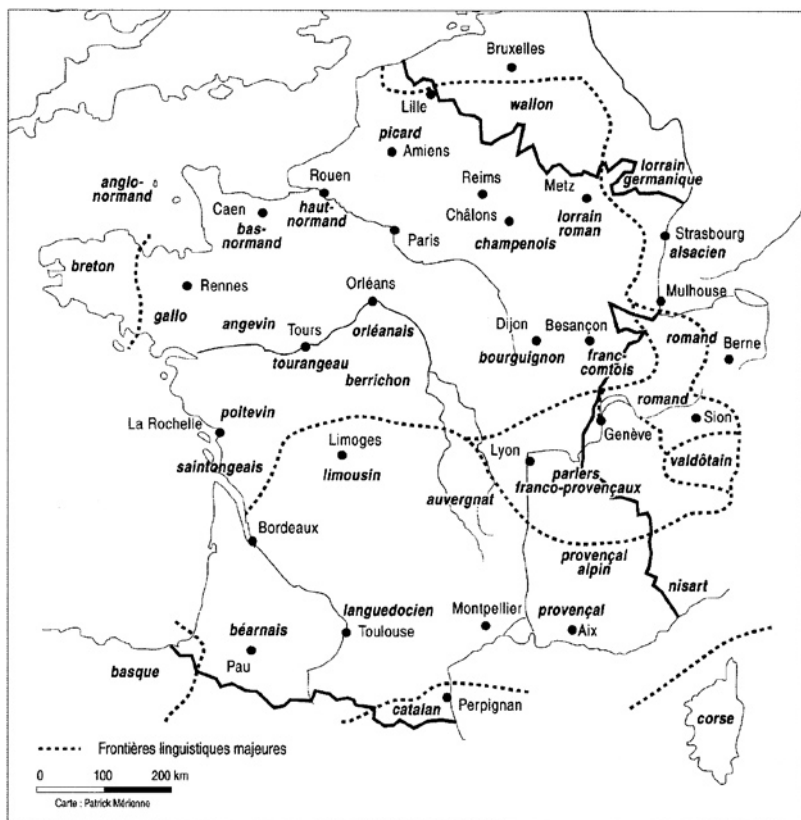 Bruxelles
Lille
wallon
picard
Amiens
lorrain
germanique
anglo-
normand
Rouen
haut-
normand
Caen
bas-
normand
Reims
Châlons
champenois
Metz
lorrain
roman
Paris
Strasbourg
alsacien
breton
Rennes
gallo
angevin
Orléans
orléanais
Mulhouse
Tours
tourangeau
berrichon
Dijon
bourguignon
Besançon
franc-
comtois
romand
Berne
poitevin
La Rochelle
romand
Sion
Genève
Limoges
limousin
saintongeais
Lyon
valdôtain
parlers
franco-provençaux
auvergnat
Bordeaux
provençal
alpin
nisart
languedocien
Montpellier
provençal
béarnais
Toulouse
Aix
Pau
basque
catalan
Perpignan
corse
Frontières linguistiques majeures
0 100 200 km
Carte : Patrick Mérienne